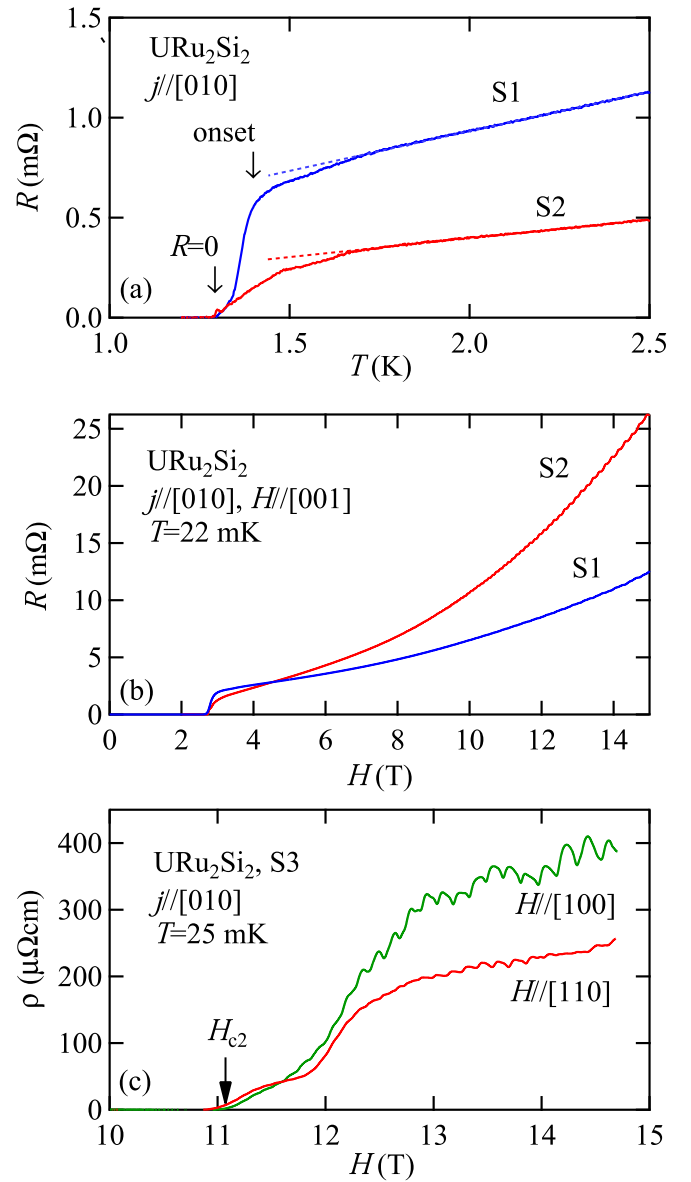 1.5
URu₂Si₂
j//[010]
S1
1.0
onset
R (mΩ)
0.5
S2
R=0
(a)
0.0
1.0 1.5 2.0 2.5
T (K)
25
URu₂Si₂
j//[010], H//[001]
S2
20
T=22 mK
15
R (mΩ)
S1
10
5
(b)
0
0 2 4 6 8 10 12 14
H (T)
400
URu₂Si₂, S3
j//[010]
300
H//[100]
T=25 mK
ρ (μΩcm)
200
H//[110]
100
Hc2
(c)
0
10 11 12 13 14 15
H (T)